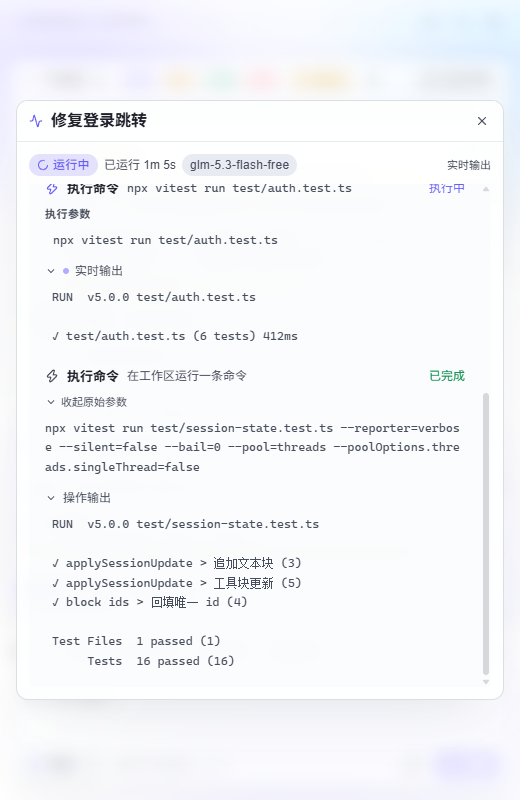 修复登录跳转
运行中 已运行 1m 5s glm-5.3-flash-free 实时输出
执行命令 npx vitest run test/auth.test.ts 执行中
执行参数
npx vitest run test/auth.test.ts
实时输出
RUN  v5.0.0 test/auth.test.ts
✓ test/auth.test.ts (6 tests) 412ms
执行命令 在工作区运行一条命令 已完成
收起原始参数
npx vitest run test/session-state.test.ts --reporter=verbos
e --silent=false --bail=0 --pool=threads --poolOptions.thre
ads.singleThread=false
操作输出
RUN  v5.0.0 test/session-state.test.ts
✓ applySessionUpdate > 追加文本块 (3)
✓ applySessionUpdate > 工具块更新 (5)
✓ block ids > 回填唯一 id (4)
Test Files  1 passed (1)
Tests  16 passed (16)